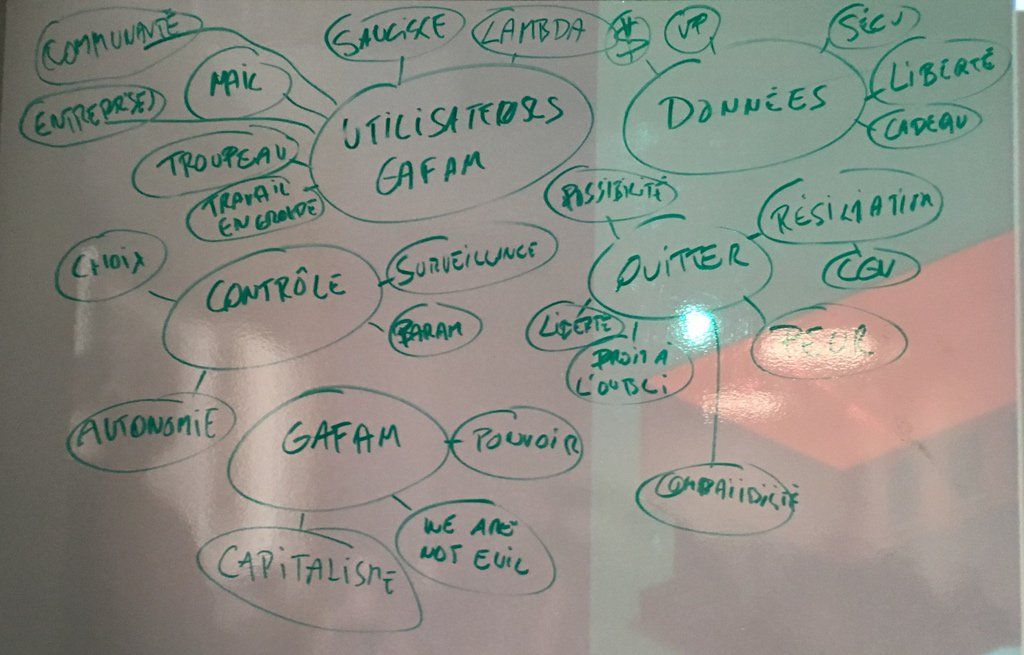 COMMUNAUTÉ
SAUCISSE
LAMBDA
VP
SÉCU
MAIL
LIBERTÉ
ENTREPRISE
UTILISATEURS
GAFAM
DONNÉES
CADEAU
TROUPEAU
TRAVAIL
EN GROUPE
POSSIBILITÉ
RÉSILIATION
CHOIX
CONTRÔLE
SURVEILLANCE
QUITTER
CGU
PARAM
LIBERTÉ
PEUR
DROIT À
L'OUBLI
AUTONOMIE
GAFAM
POUVOIR
COMPATIBILITÉ
WE ARE
NOT EVIL
CAPITALISME